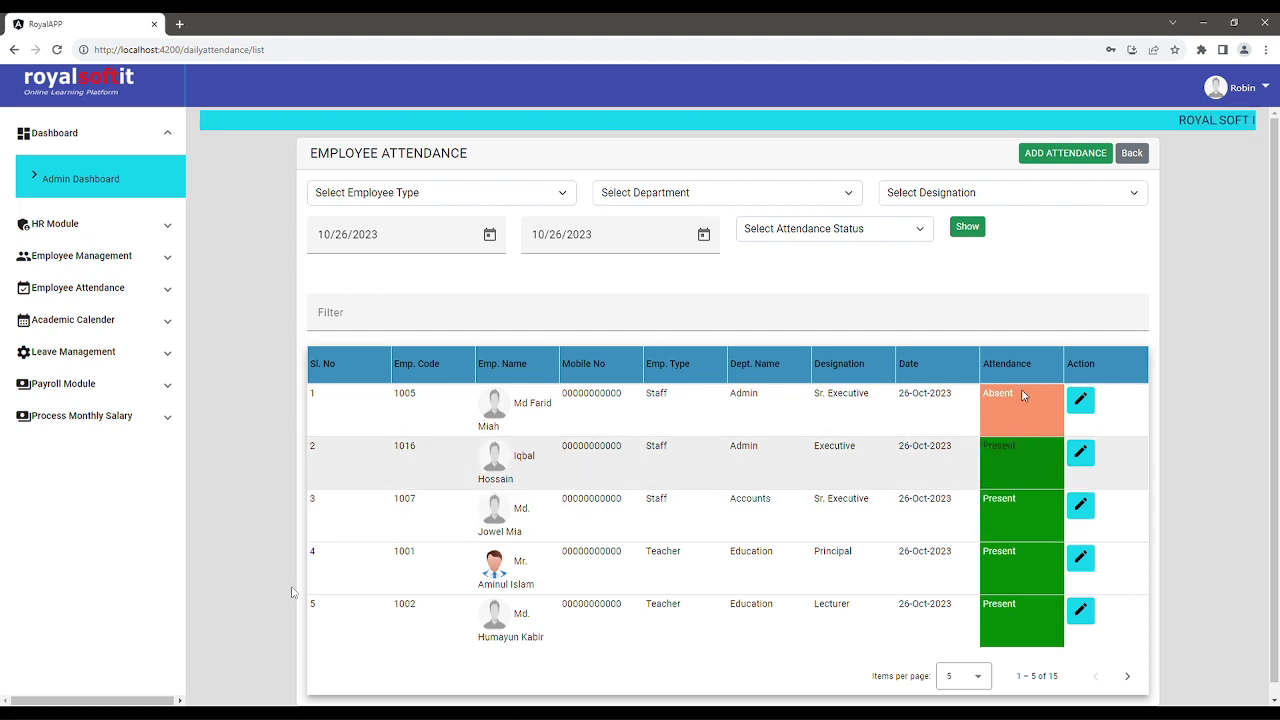 RoyalAPP
http://localhost:4200/dailyattendance/list
royalsoftit
Online Learning Platform
Robin
ROYAL SOFT I
Dashboard
Admin Dashboard
HR Module
Employee Management
Employee Attendance
Academic Calender
Leave Management
Payroll Module
Process Monthly Salary
EMPLOYEE ATTENDANCE
ADD ATTENDANCE Back
Select Employee Type Select Department Select Designation
10/26/2023 10/26/2023 Select Attendance Status Show
Filter
Sl. No Emp. Code Emp. Name Mobile No Emp. Type Dept. Name Designation Date Attendance Action
1 1005 Md Farid Miah 00000000000 Staff Admin Sr. Executive 26-Oct-2023 Absent
2 1016 Iqbal Hossain 00000000000 Staff Admin Executive 26-Oct-2023 Present
3 1007 Md. Jowel Mia 00000000000 Staff Accounts Sr. Executive 26-Oct-2023 Present
4 1001 Mr. Aminul Islam 00000000000 Teacher Education Principal 26-Oct-2023 Present
5 1002 Md. Humayun Kabir 00000000000 Teacher Education Lecturer 26-Oct-2023 Present
Items per page: 5 1 – 5 of 15